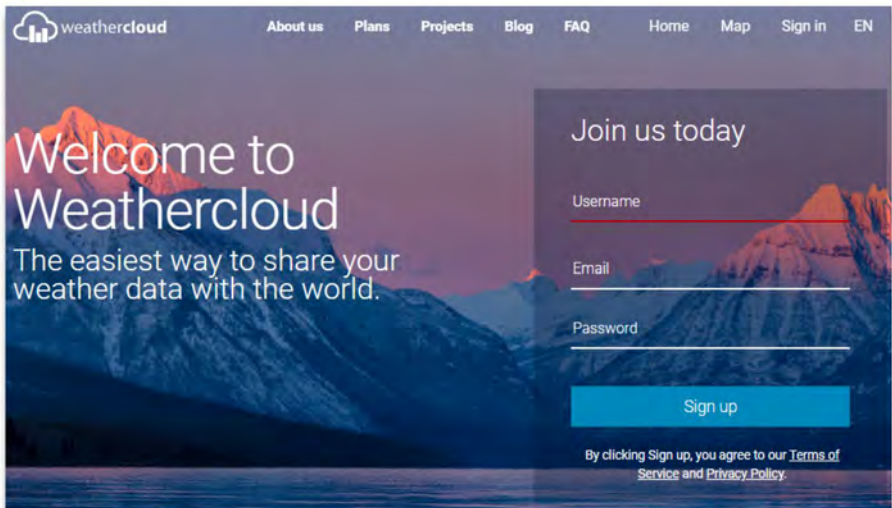 weathercloud
About us Plans Projects Blog FAQ Home Map Sign in EN
Welcome to
Weathercloud
The easiest way to share your
weather data with the world.
Join us today
Username
Email
Password
Sign up
By clicking Sign up, you agree to our Terms of
Service and Privacy Policy.